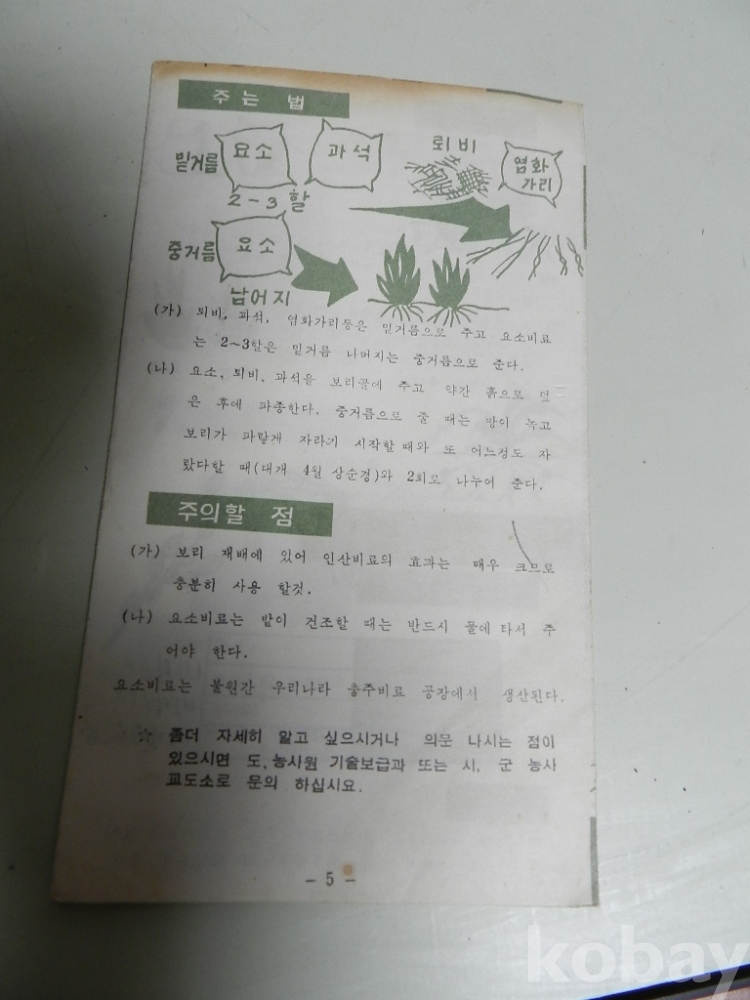 주는 법
밑거름 요소 과석 퇴비 염화
가리
2-3 할
중거름 요소
남어지
(가) 퇴비, 과석, 염화가리등은 밑거름으로 주고 요소비료
는 2~3할은 밑거름 나머지는 중거름으로 준다.
(나) 요소, 퇴비, 과석을 보리골에 주고 약간 흙으로 덮
은 후에 파종한다. 중거름으로 줄 때는 땅이 녹고
보리가 파랗게 자라기 시작할 때와 또 어느정도 자
랐다할 때(대개 4월 상순경)와 2회로 나누어 준다.
주의할 점
(가) 보리 재배에 있어 인산비료의 효과는 매우 크므로
충분히 사용 할것.
(나) 요소비료는 밭이 건조할 때는 반드시 물에 타서 주
어야 한다.
요소비료는 불원간 우리나라 충주비료 공장에서 생산된다.
☆ 좀더 자세히 알고 싶으시거나 의문 나시는 점이
있으시면 도, 농사원 기술보급과 또는 시, 군 농사
교도소로 문의 하십시요.
- 5 -
kobay